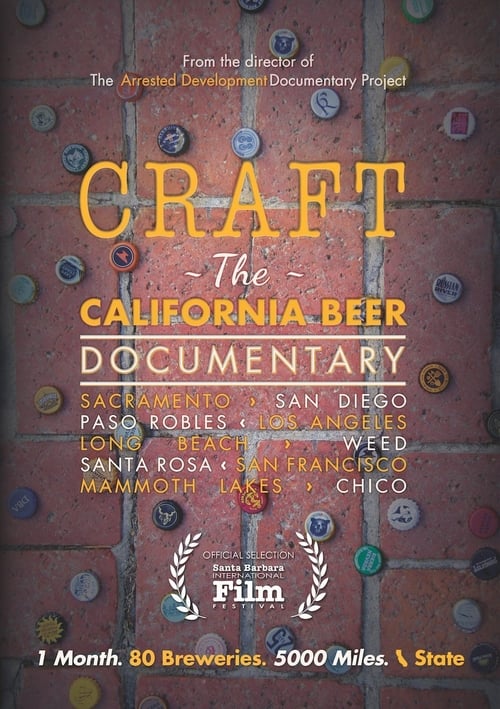 From the director of
The Arrested Development Documentary Project
CRAFT
~ The ~
CALIFORNIA BEER
DOCUMENTARY
SACRAMENTO › SAN DIEGO
PASO ROBLES ‹ LOS ANGELES
LONG BEACH › WEED
SANTA ROSA ‹ SAN FRANCISCO
MAMMOTH LAKES › CHICO
OFFICIAL SELECTION
Santa Barbara
INTERNATIONAL
Film
FESTIVAL
1 Month. 80 Breweries. 5000 Miles. State
RUSSIAN
RIVER